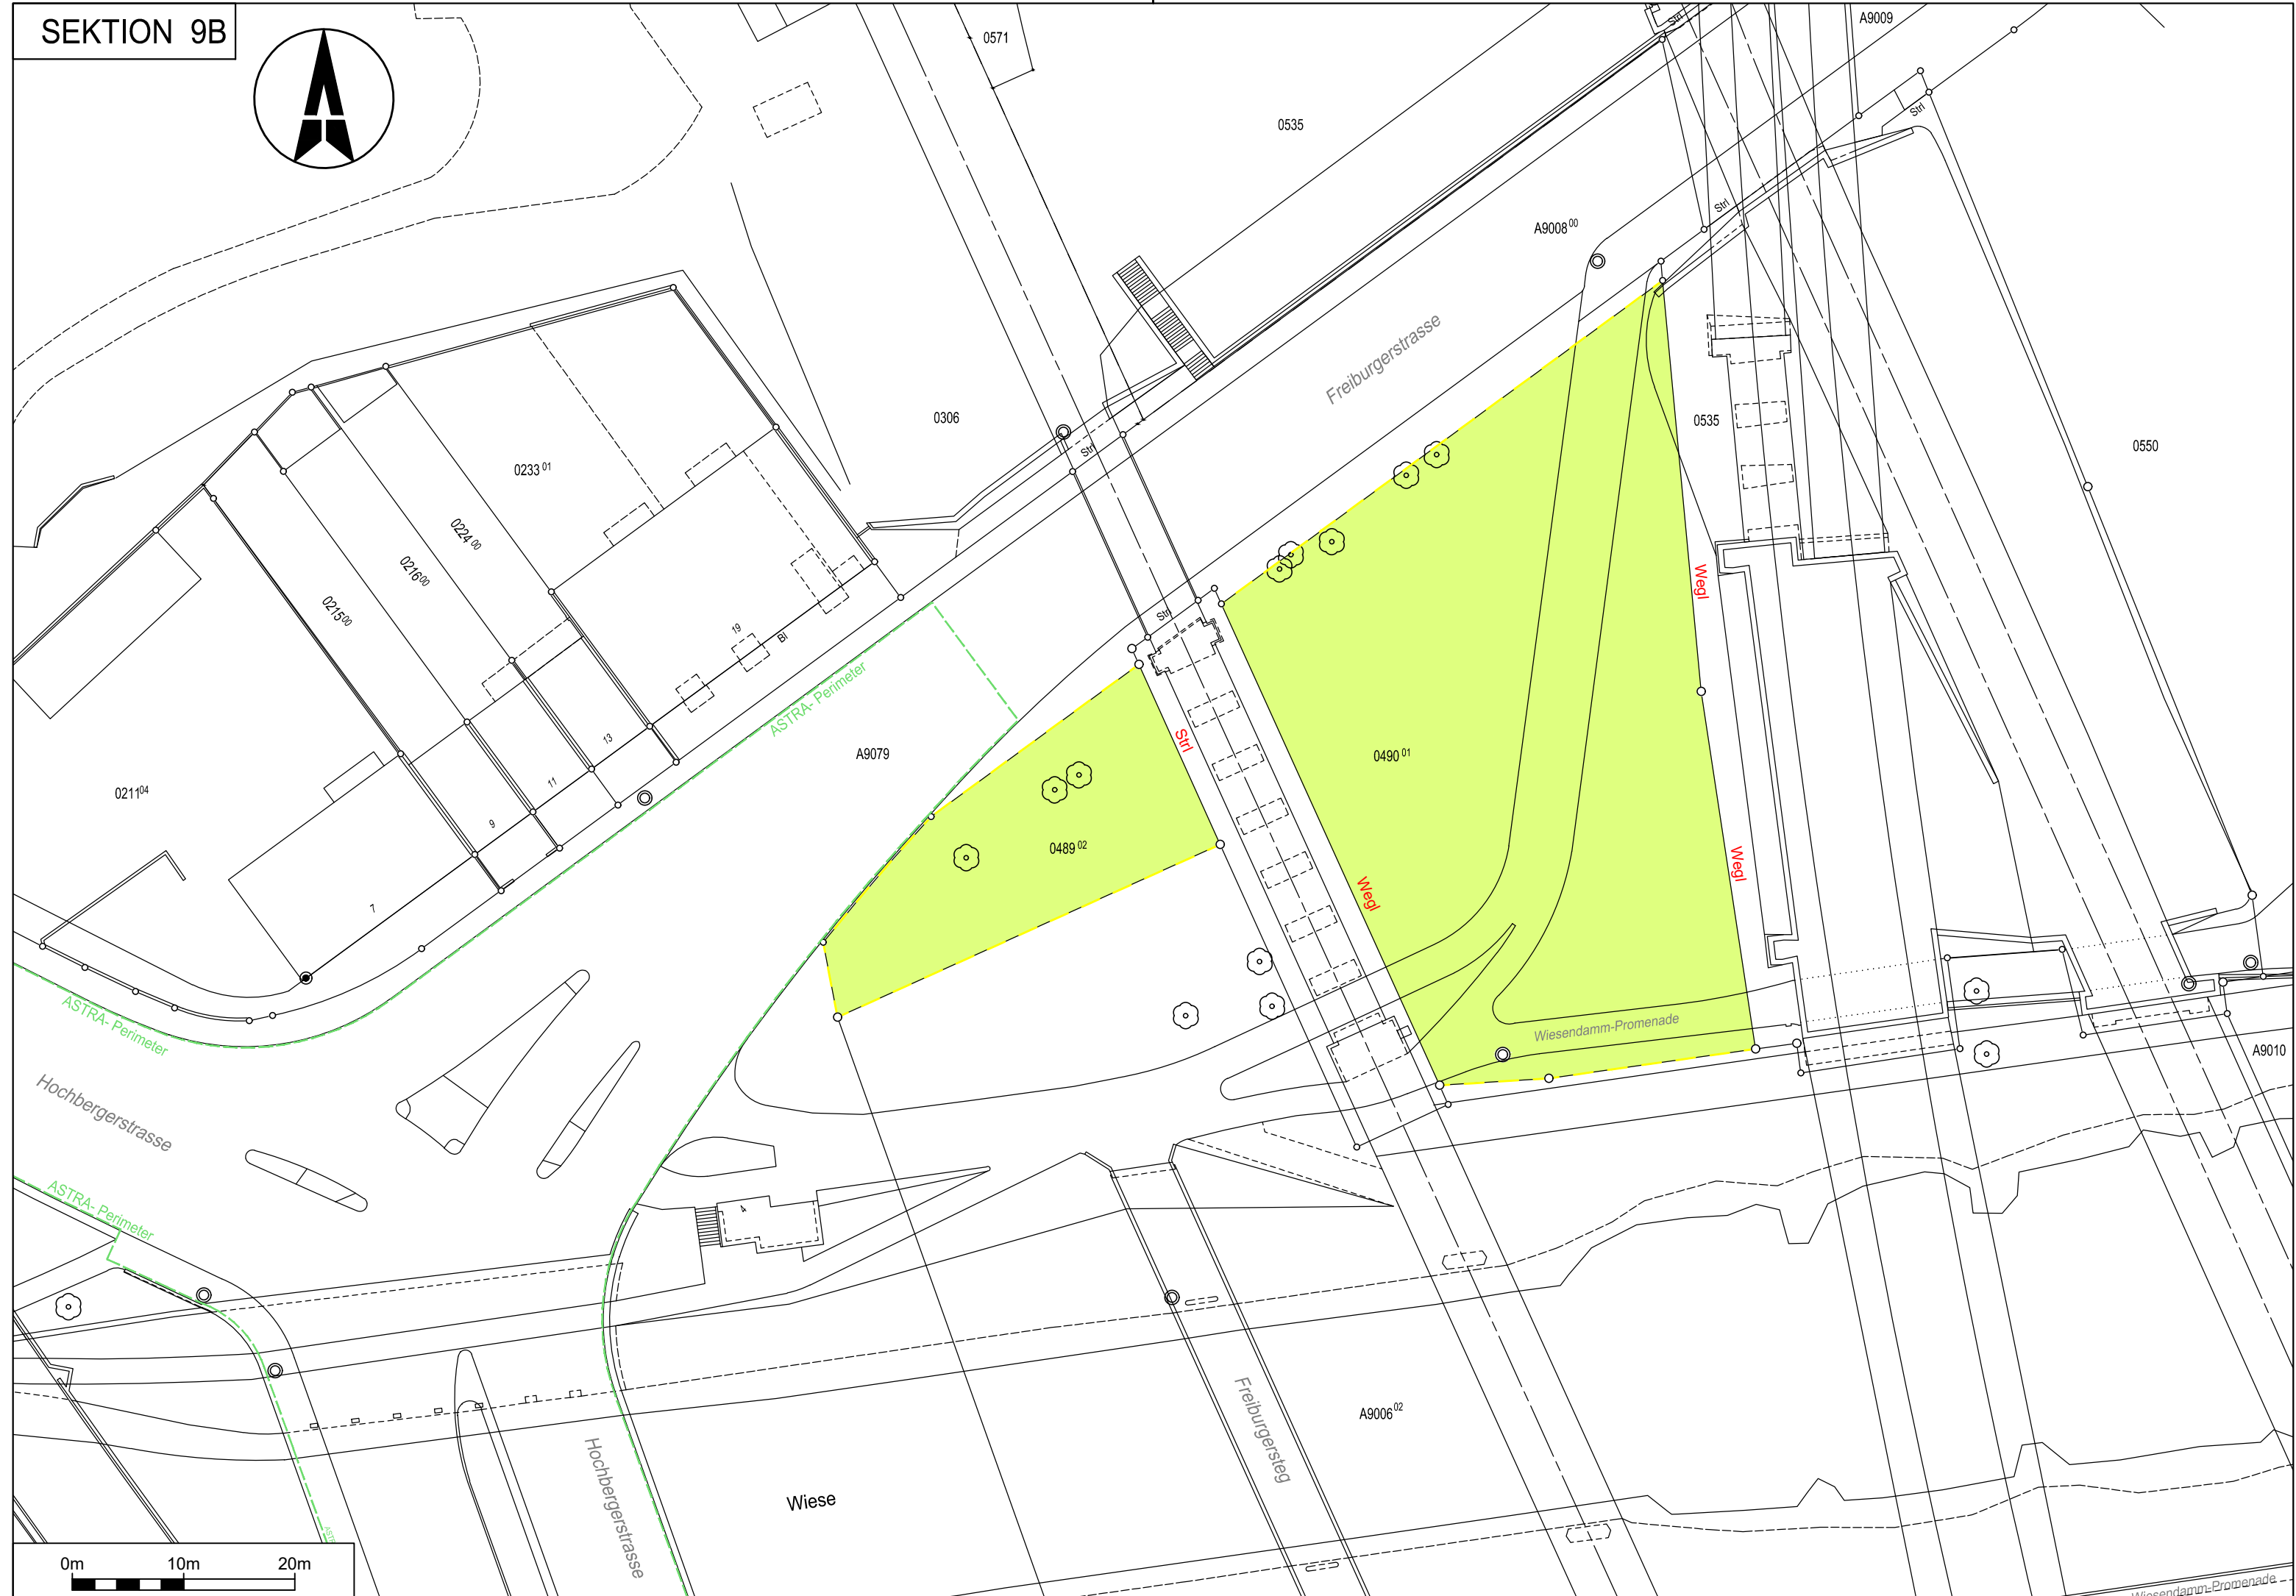 SEKTION 9B
A9009
0571
Strl
0535
Strl
Strl
A9008 00
Freiburgerstrasse
0306
Strl
0535
0550
0233 01
0224 00
0216 00
0215 00
Wegl
19
Bl
Strl
ASTRA- Perimeter
Strl
A9079
13
0490 01
11
0211 04
9
0489 02
Wegl
Wegl
7
ASTRA- Perimeter
Wiesendamm-Promenade
A9010
Hochbergerstrasse
ASTRA- Perimeter
4
Freiburgersteg
A9006 02
Hochbergerstrasse
Wiese
ASTR
0m 10m 20m
Wiesendamm-Promenade